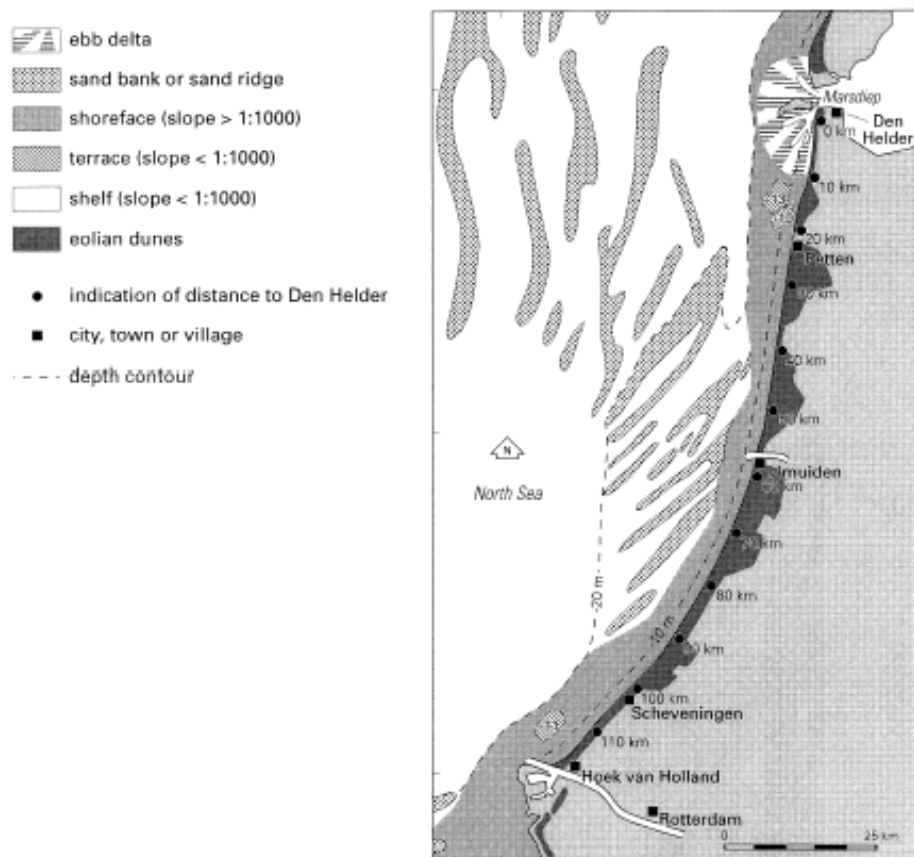 ebb delta
sand bank or sand ridge
shoreface (slope > 1:1000)
terrace (slope < 1:1000)
shelf (slope < 1:1000)
eolian dunes
indication of distance to Den Helder
city, town or village
depth contour
Marsdiep
Den
Helder
0 km
10 km
20 km
Petten
40 km
N
North Sea
IJmuiden
80 km
-20 m
10 m
100 km
Scheveningen
110 km
Hoek van Holland
Rotterdam
0
25 km